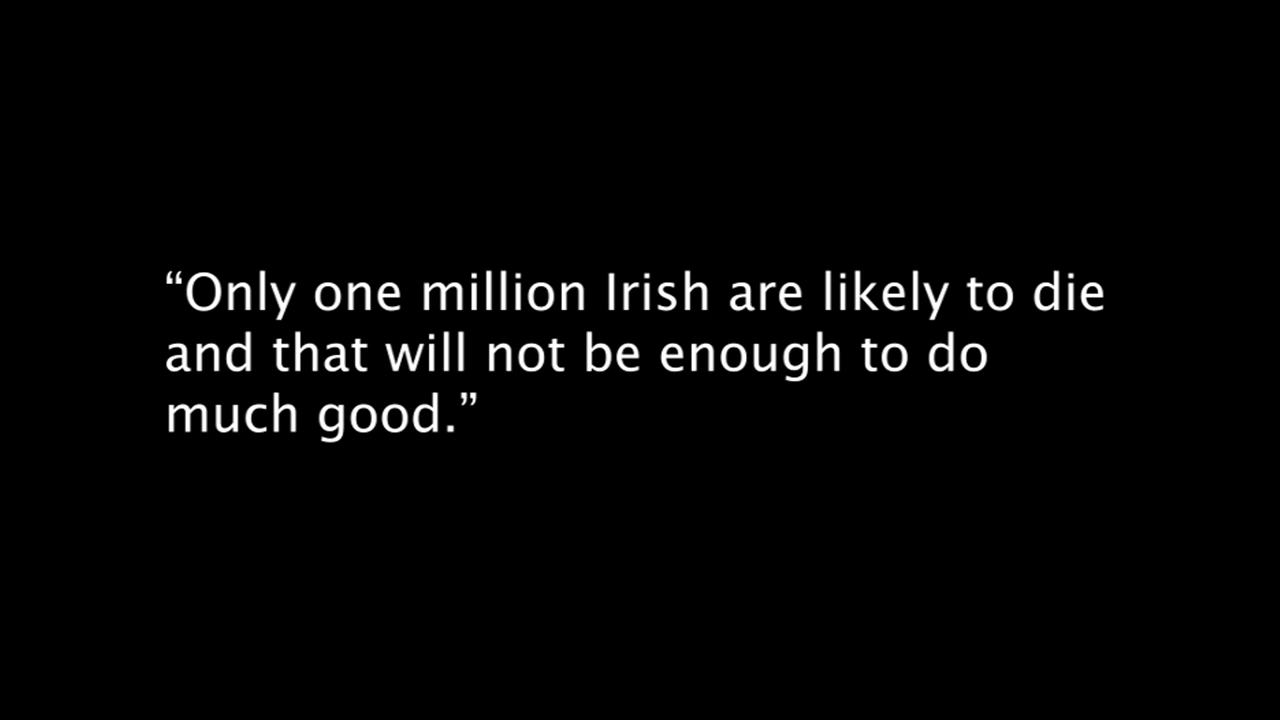 “Only one million Irish are likely to die
and that will not be enough to do
much good.”